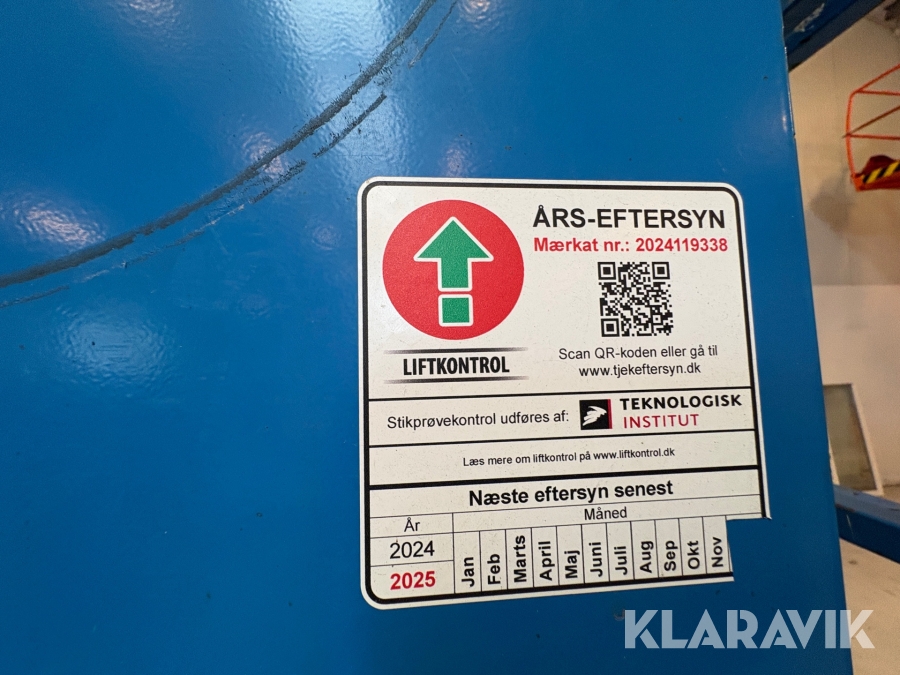 ÅRS-EFTERSYN
Mærkat nr.: 2024119338
Scan QR-koden eller gå til
www.tjekeftersyn.dk
LIFTKONTROL
Stikprøvekontrol udføres af:
TEKNOLOGISK
INSTITUT
Læs mere om liftkontrol på www.liftkontrol.dk
Næste eftersyn senest
År
Måned
2024
2025
Jan
Feb
Marts
April
Maj
Juni
Juli
Aug
Sep
Okt
Nov
KLARAVIK